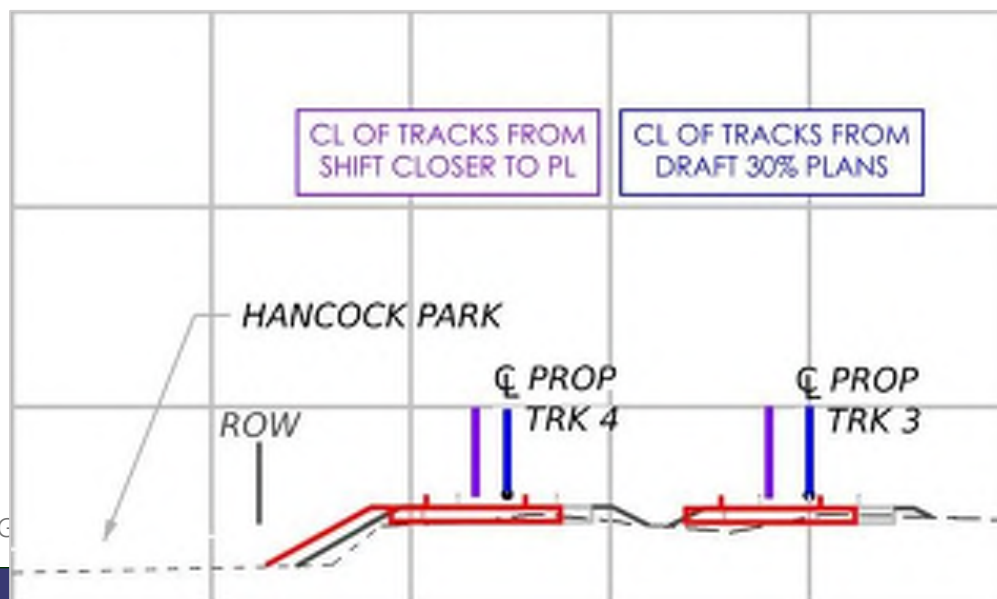 CL OF TRACKS FROM
SHIFT CLOSER TO PL
CL OF TRACKS FROM
DRAFT 30% PLANS
HANCOCK PARK
ROW
℄ PROP
TRK 4
℄ PROP
TRK 3